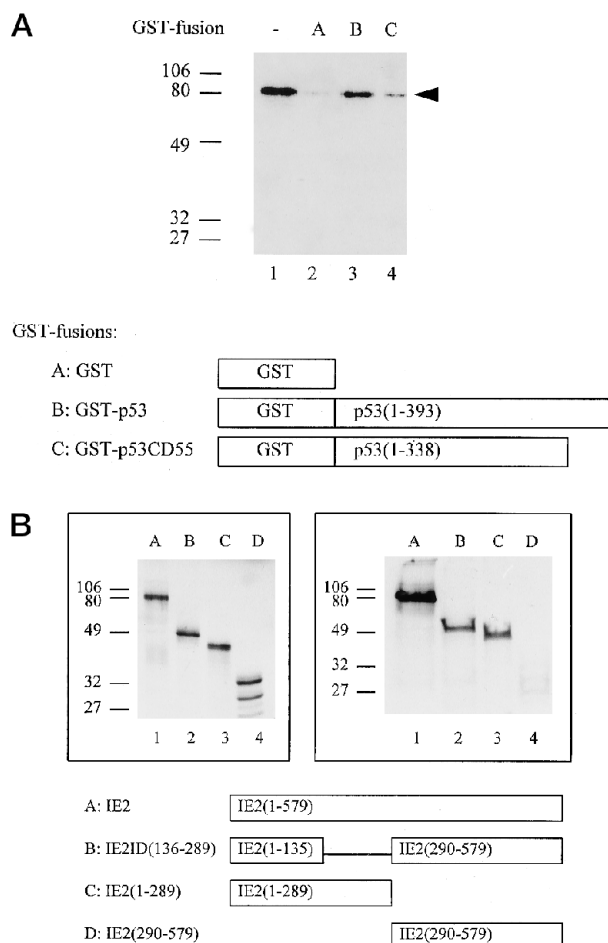 A
GST-fusion - A B C
106
80
49
32
27
1 2 3 4
GST-fusions:
A: GST GST
B: GST-p53 GST p53(1-393)
C: GST-p53CD55 GST p53(1-338)
B
A B C D
106
80
49
32
27
1 2 3 4
A B C D
106
80
49
32
27
1 2 3 4
A: IE2 IE2(1-579)
B: IE2ID(136-289) IE2(1-135) IE2(290-579)
C: IE2(1-289) IE2(1-289)
D: IE2(290-579) IE2(290-579)